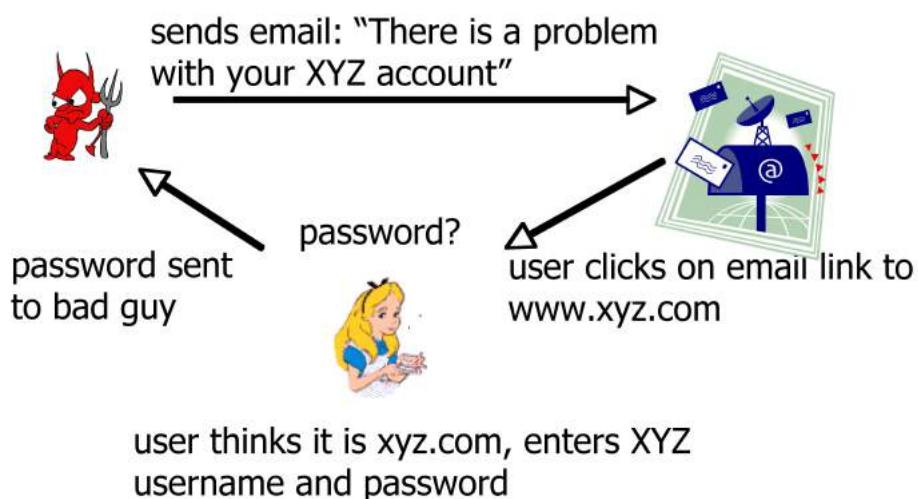 sends email: “There is a problem
with your XYZ account”
@
password?
user clicks on email link to
www.xyz.com
password sent
to bad guy
user thinks it is xyz.com, enters XYZ
username and password